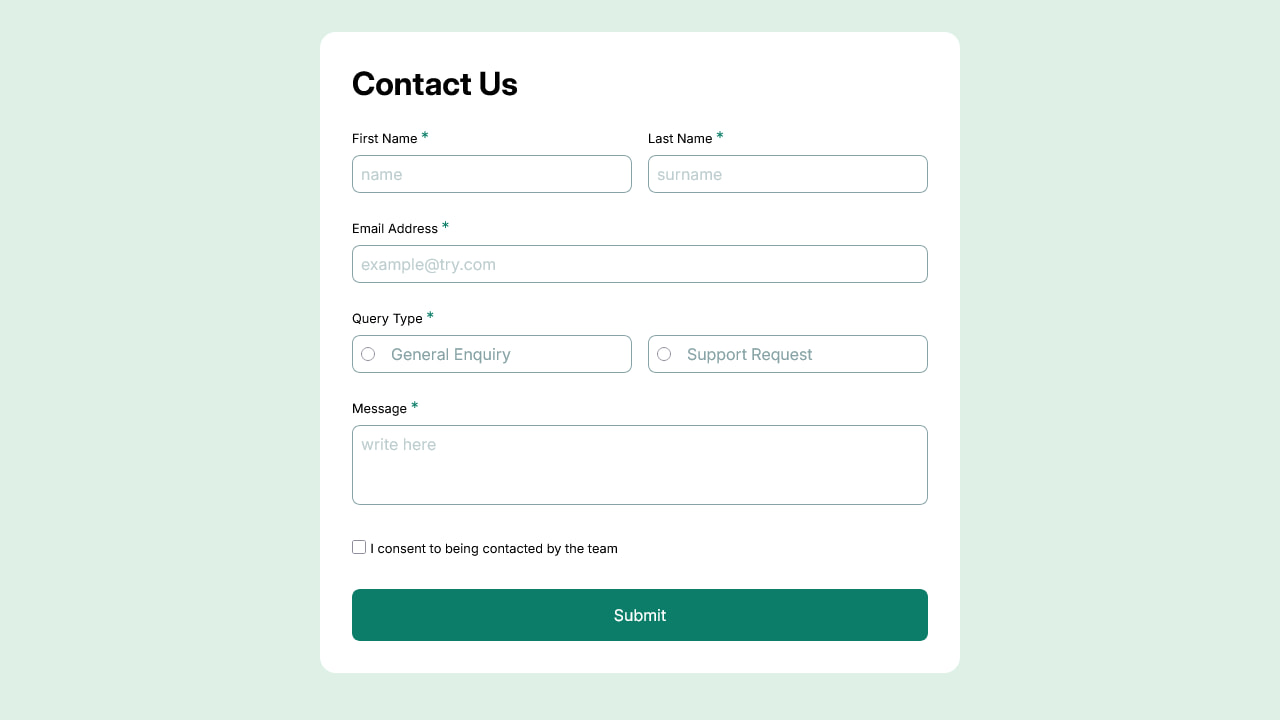 Contact Us
First Name * Last Name *
name surname
Email Address *
example@try.com
Query Type *
General Enquiry Support Request
Message *
write here
I consent to being contacted by the team
Submit